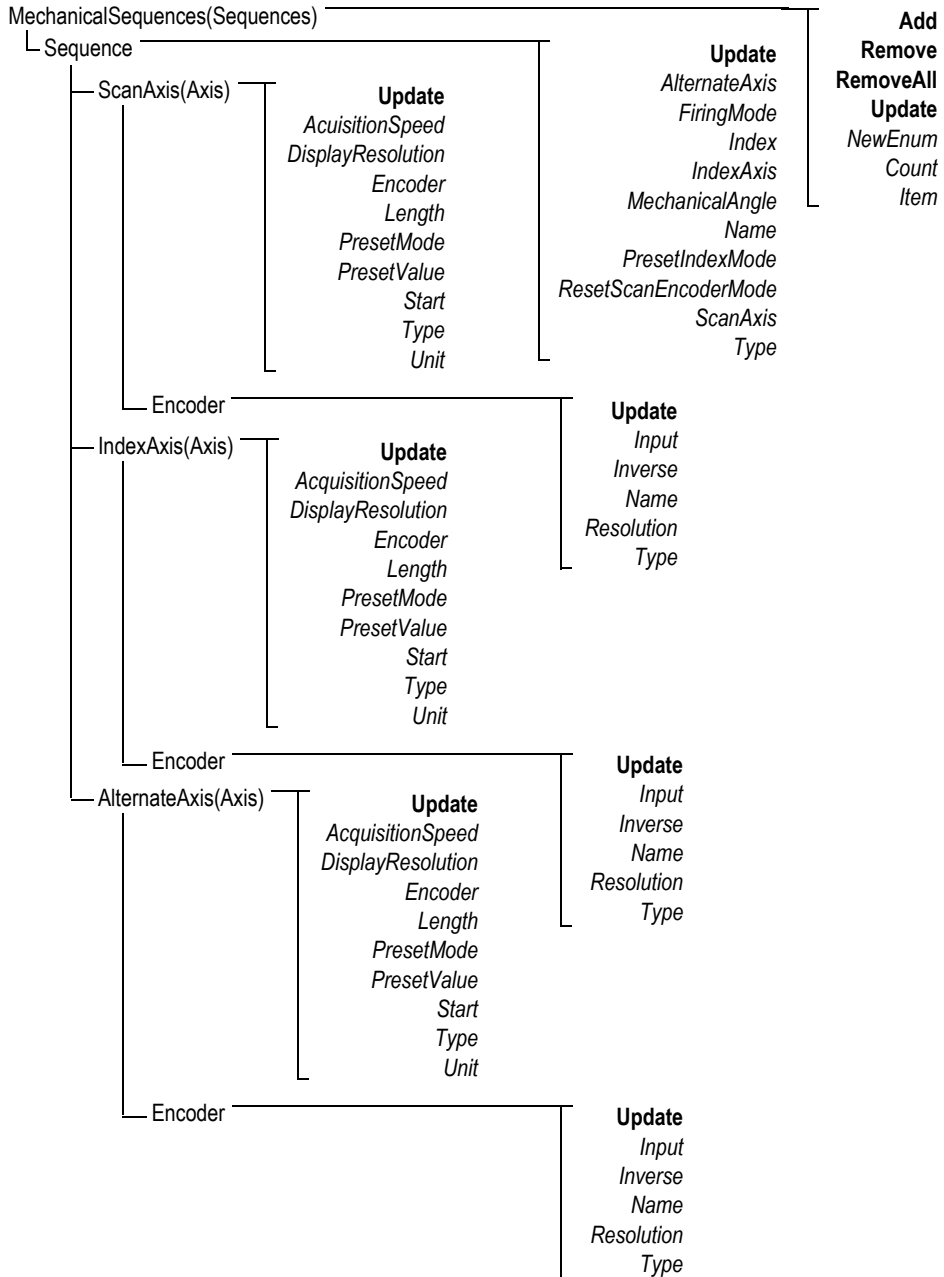 MechanicalSequences(Sequences)
Add
Remove
RemoveAll
Update
NewEnum
Count
Item
Sequence
Update
AlternateAxis
FiringMode
Index
IndexAxis
MechanicalAngle
Name
PresetIndexMode
ResetScanEncoderMode
ScanAxis
Type
ScanAxis(Axis)
Update
AcuisitionSpeed
DisplayResolution
Encoder
Length
PresetMode
PresetValue
Start
Type
Unit
Encoder
Update
Input
Inverse
Name
Resolution
Type
IndexAxis(Axis)
Update
AcquisitionSpeed
DisplayResolution
Encoder
Length
PresetMode
PresetValue
Start
Type
Unit
Encoder
Update
Input
Inverse
Name
Resolution
Type
AlternateAxis(Axis)
Update
AcquisitionSpeed
DisplayResolution
Encoder
Length
PresetMode
PresetValue
Start
Type
Unit
Encoder
Update
Input
Inverse
Name
Resolution
Type